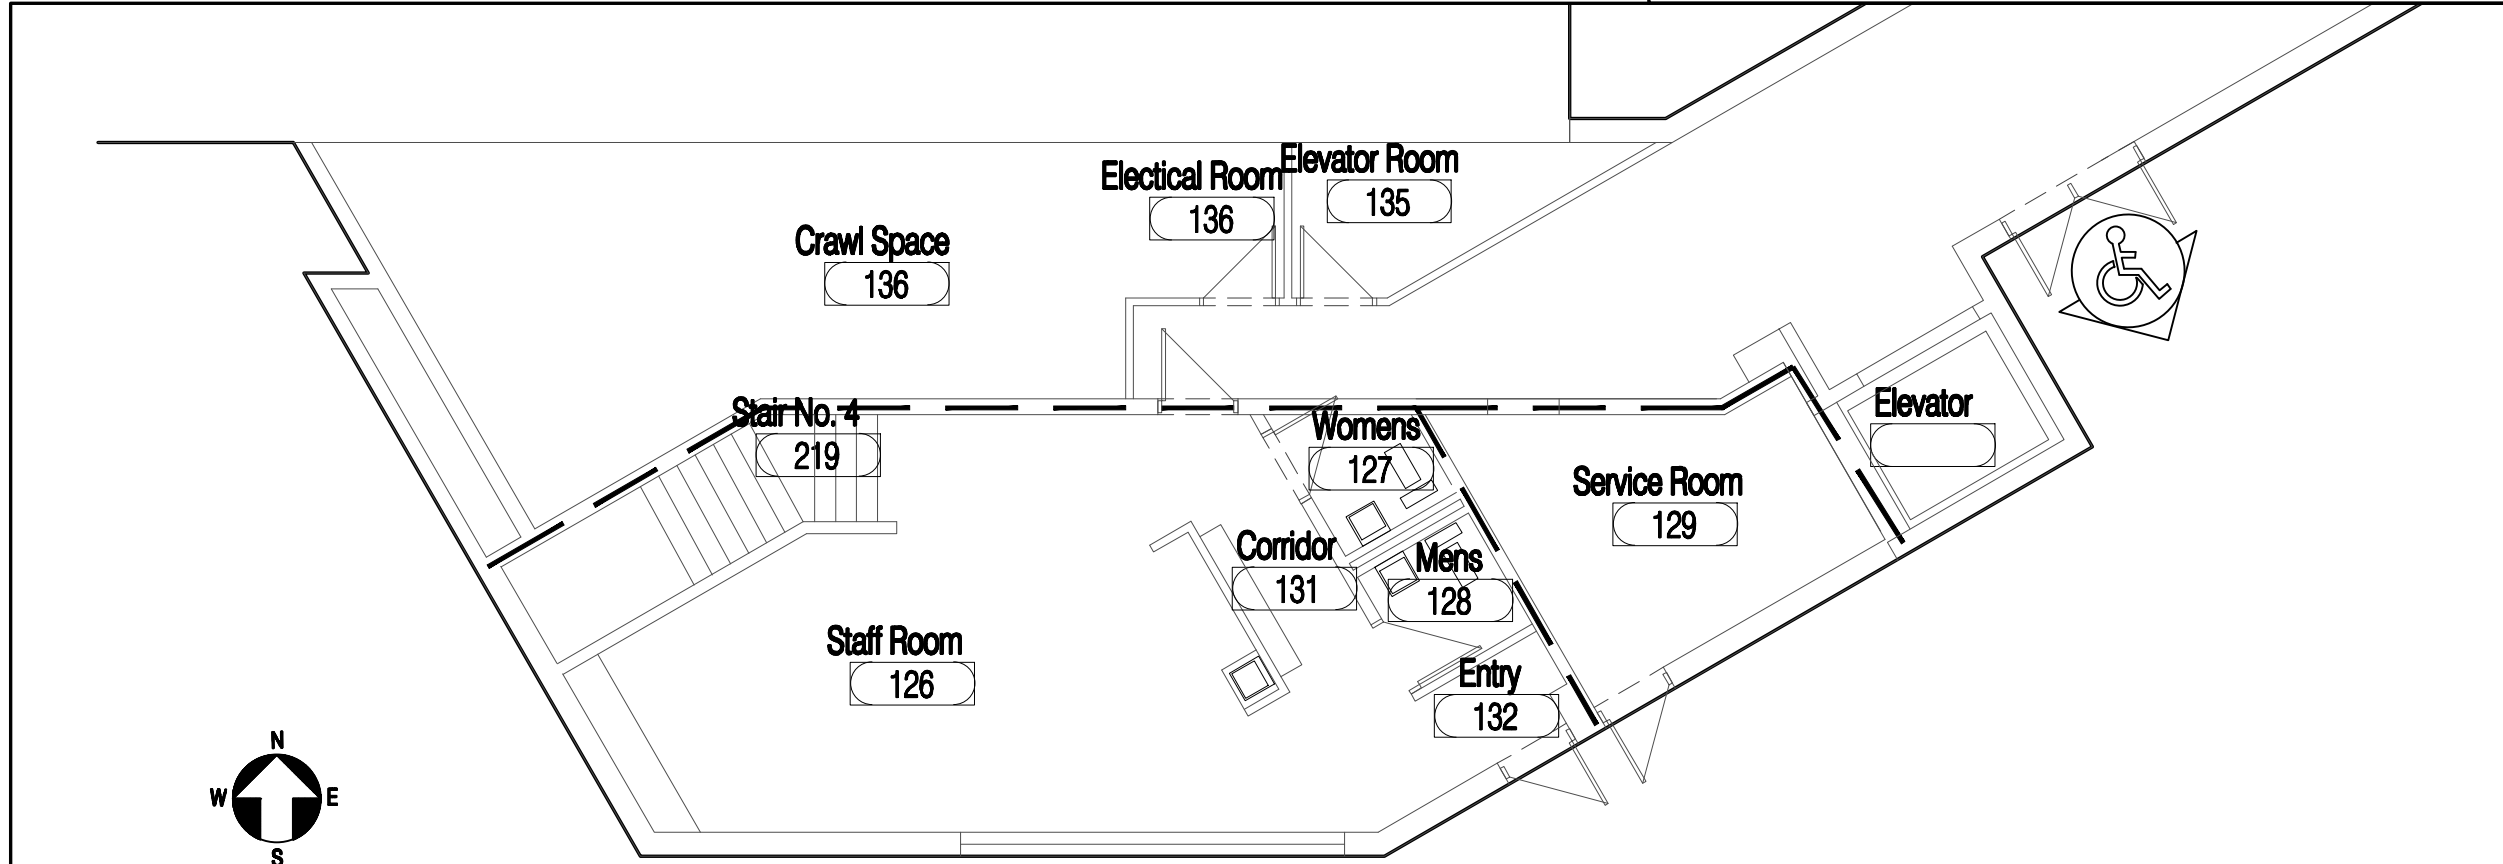 Elevator Room
135
Electical Room
136
Crawl Space
136
Stair No. 4
219
Womens
127
Elevator
Service Room
129
Corridor
131
Mens
128
Staff Room
126
Entry
132
N
W E
S